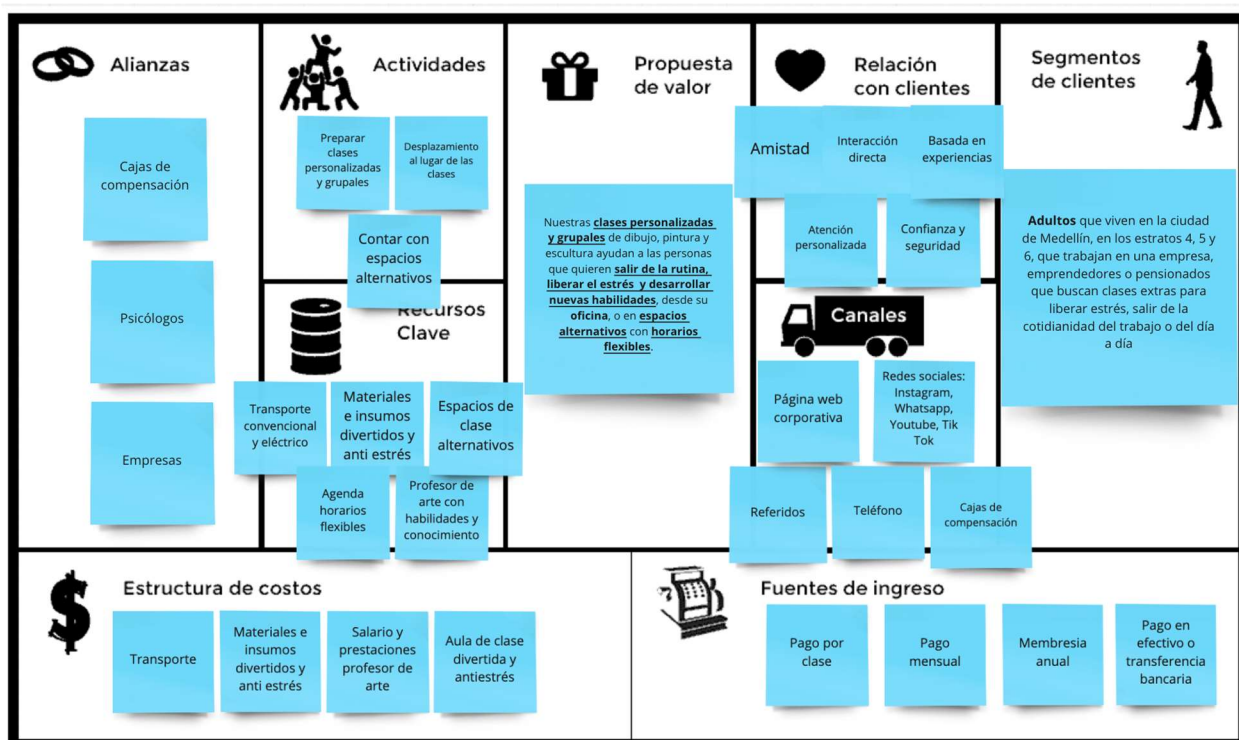 Alianzas
Cajas de
compensación
Psicólogos
Empresas
Actividades
Preparar
clases
personalizadas
y grupales
Desplazamiento
al lugar de las
clases
Contar con
espacios
alternativos
Recursos
Clave
Transporte
convencional
y eléctrico
Materiales
e insumos
divertidos y
anti estrés
Espacios de
clase
alternativos
Agenda
horarios
flexibles
Profesor de
arte con
habilidades y
conocimiento
Propuesta
de valor
Nuestras clases personalizadas
y grupales de dibujo, pintura y
escultura ayudan a las personas
que quieren salir de la rutina,
liberar el estrés y desarrollar
nuevas habilidades, desde su
oficina, o en espacios
alternativos con horarios
flexibles.
Relación
con clientes
Amistad
Interacción
directa
Basada en
experiencias
Atención
personalizada
Confianza y
seguridad
Canales
Página web
corporativa
Redes sociales:
Instagram,
Whatsapp,
Youtube, Tik
Tok
Referidos
Teléfono
Cajas de
compensación
Segmentos
de clientes
Adultos que viven en la ciudad
de Medellín, en los estratos 4, 5 y
6, que trabajan en una empresa,
emprendedores o pensionados
que buscan clases extras para
liberar estrés, salir de la
cotidianidad del trabajo o del día
a día
Estructura de costos
Transporte
Materiales e
insumos
divertidos y
anti estrés
Salario y
prestaciones
profesor de
arte
Aula de clase
divertida y
antiestrés
Fuentes de ingreso
Pago por
clase
Pago
mensual
Membresia
anual
Pago en
efectivo o
transferencia
bancaria